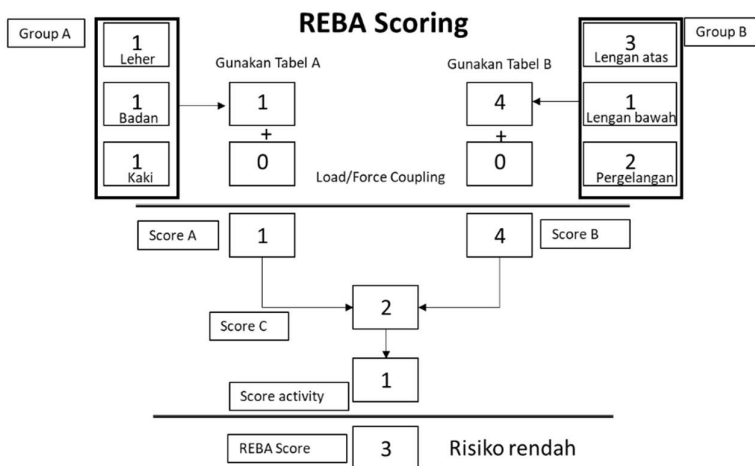 REBA Scoring
Group A
1
Leher
1
Badan
1
Kaki
Gunakan Tabel A
1
+
0
Load/Force Coupling
Gunakan Tabel B
4
+
0
Group B
3
Lengan atas
1
Lengan bawah
2
Pergelangan
Score A
1
4
Score B
2
Score C
1
Score activity
REBA Score
3
Risiko rendah